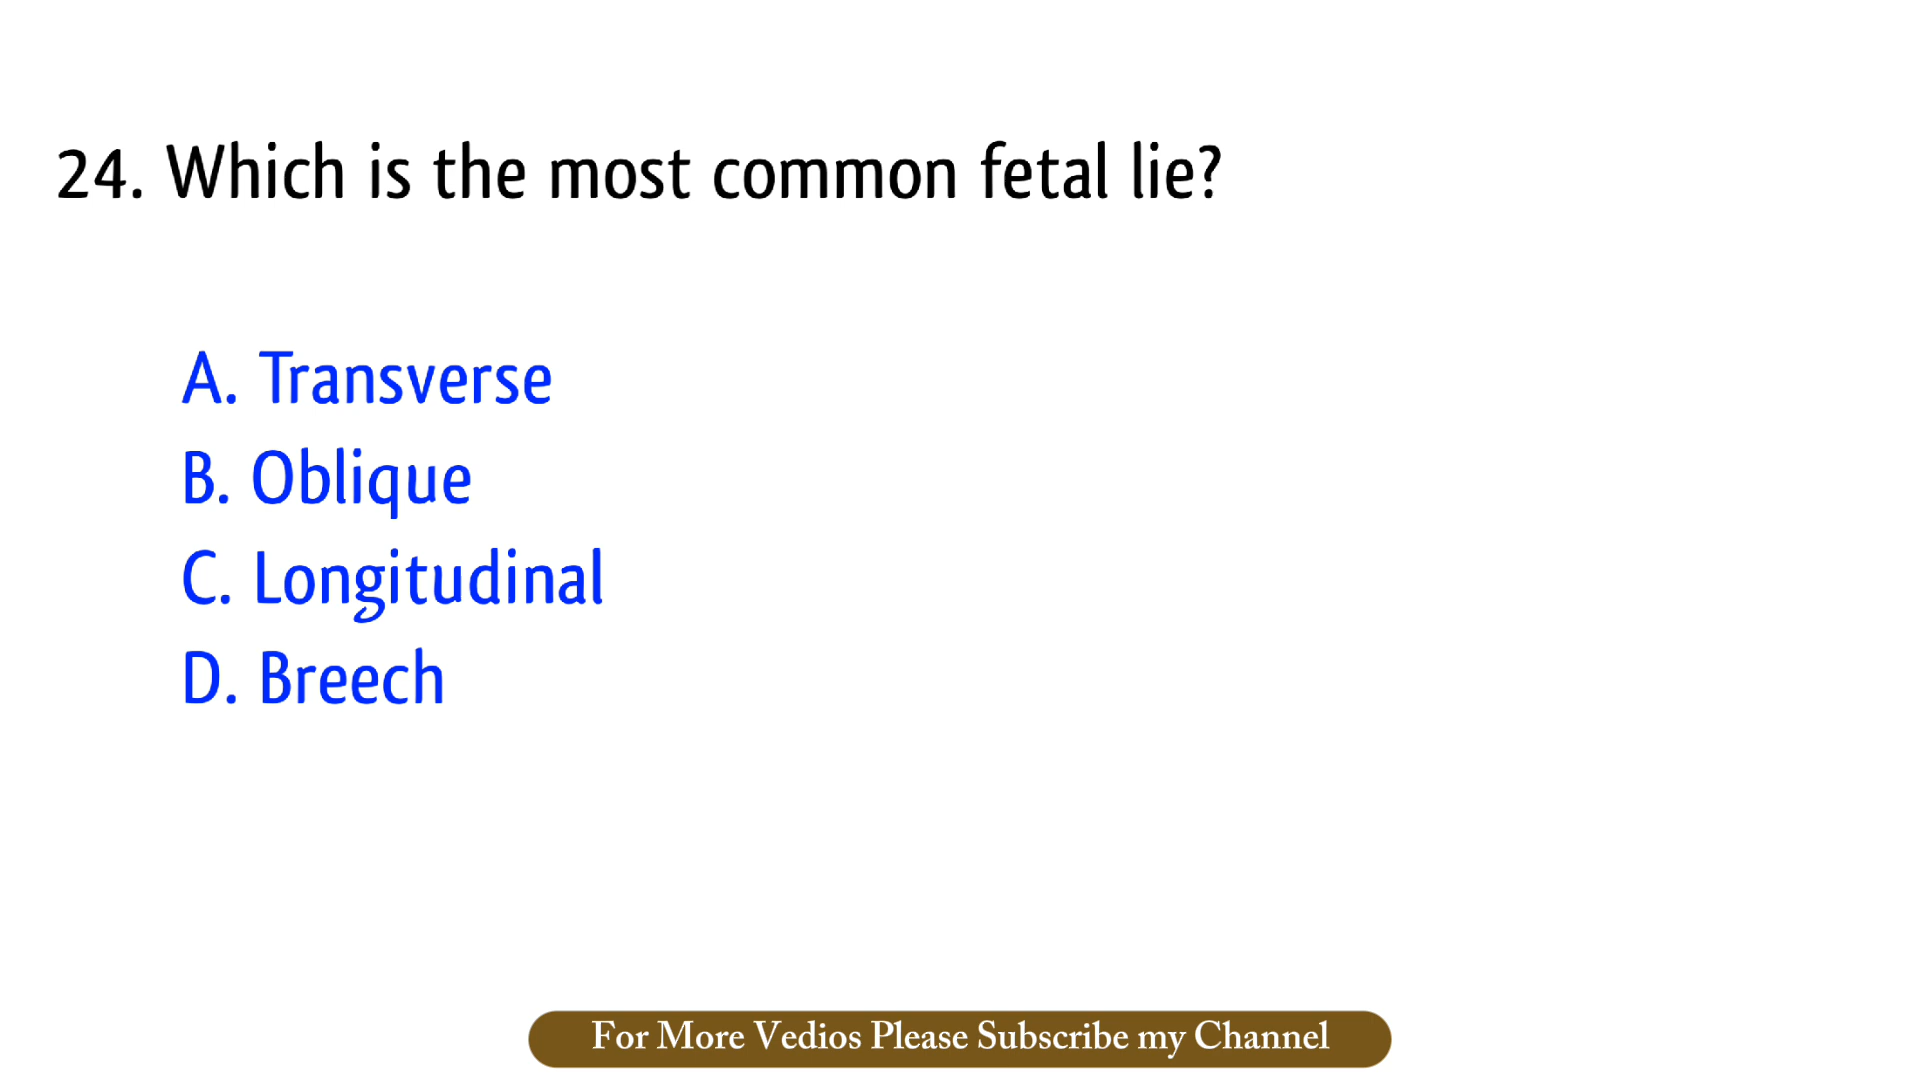 24. Which is the most common fetal lie?
A. Transverse
B. Oblique
C. Longitudinal
D. Breech
For More Vedios Please Subscribe my Channel